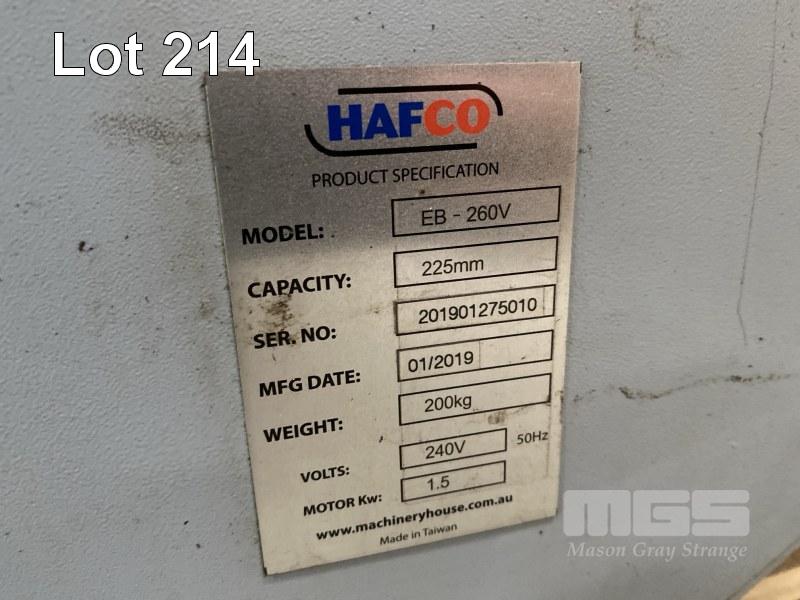 Lot 214
HAFCO
PRODUCT SPECIFICATION
MODEL: EB - 260V
CAPACITY: 225mm
SER. NO: 201901275010
MFG DATE: 01/2019
WEIGHT: 200kg
VOLTS: 240V 50Hz
MOTOR Kw: 1.5
www.machineryhouse.com.au
Made in Taiwan
MGS
Mason Gray Strange